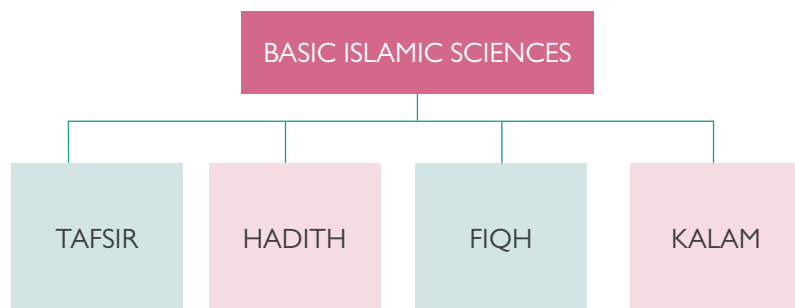 BASIC ISLAMIC SCIENCES
TAFSIR
HADITH
FIQH
KALAM